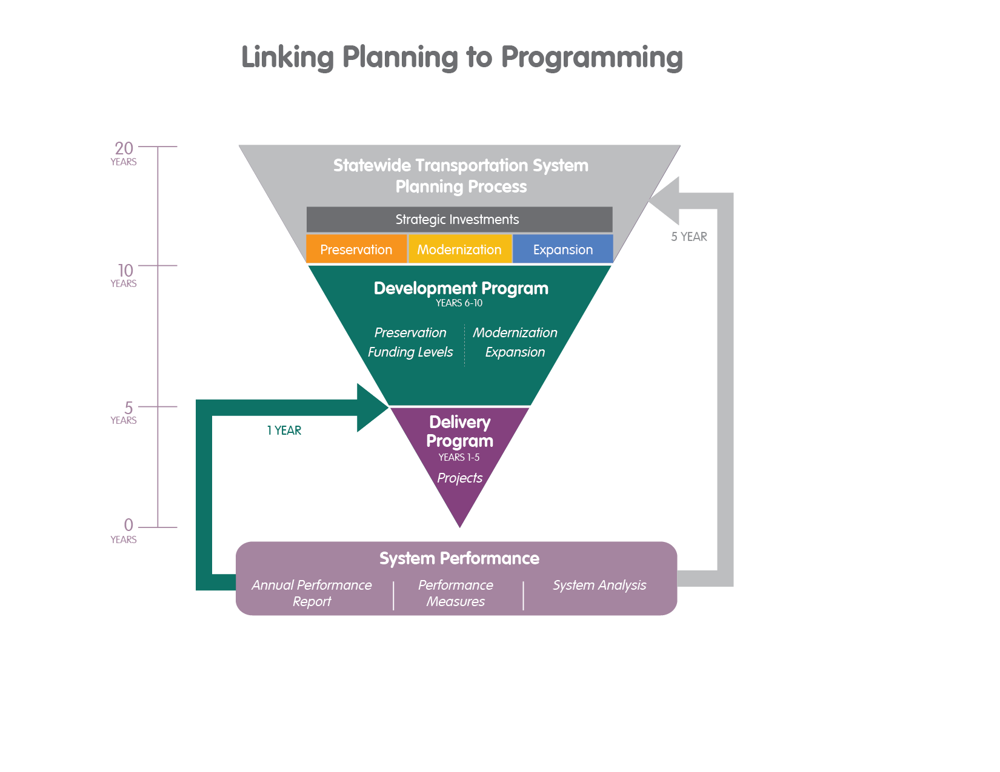 Linking Planning to Programming
20
YEARS
Statewide Transportation System
Planning Process
Strategic Investments
Preservation
Modernization
Expansion
5 YEAR
10
YEARS
Development Program
YEARS 6-10
Preservation
Funding Levels
Modernization
Expansion
5
YEARS
1 YEAR
Delivery
Program
YEARS 1-5
Projects
0
YEARS
System Performance
Annual Performance
Report
Performance
Measures
System Analysis